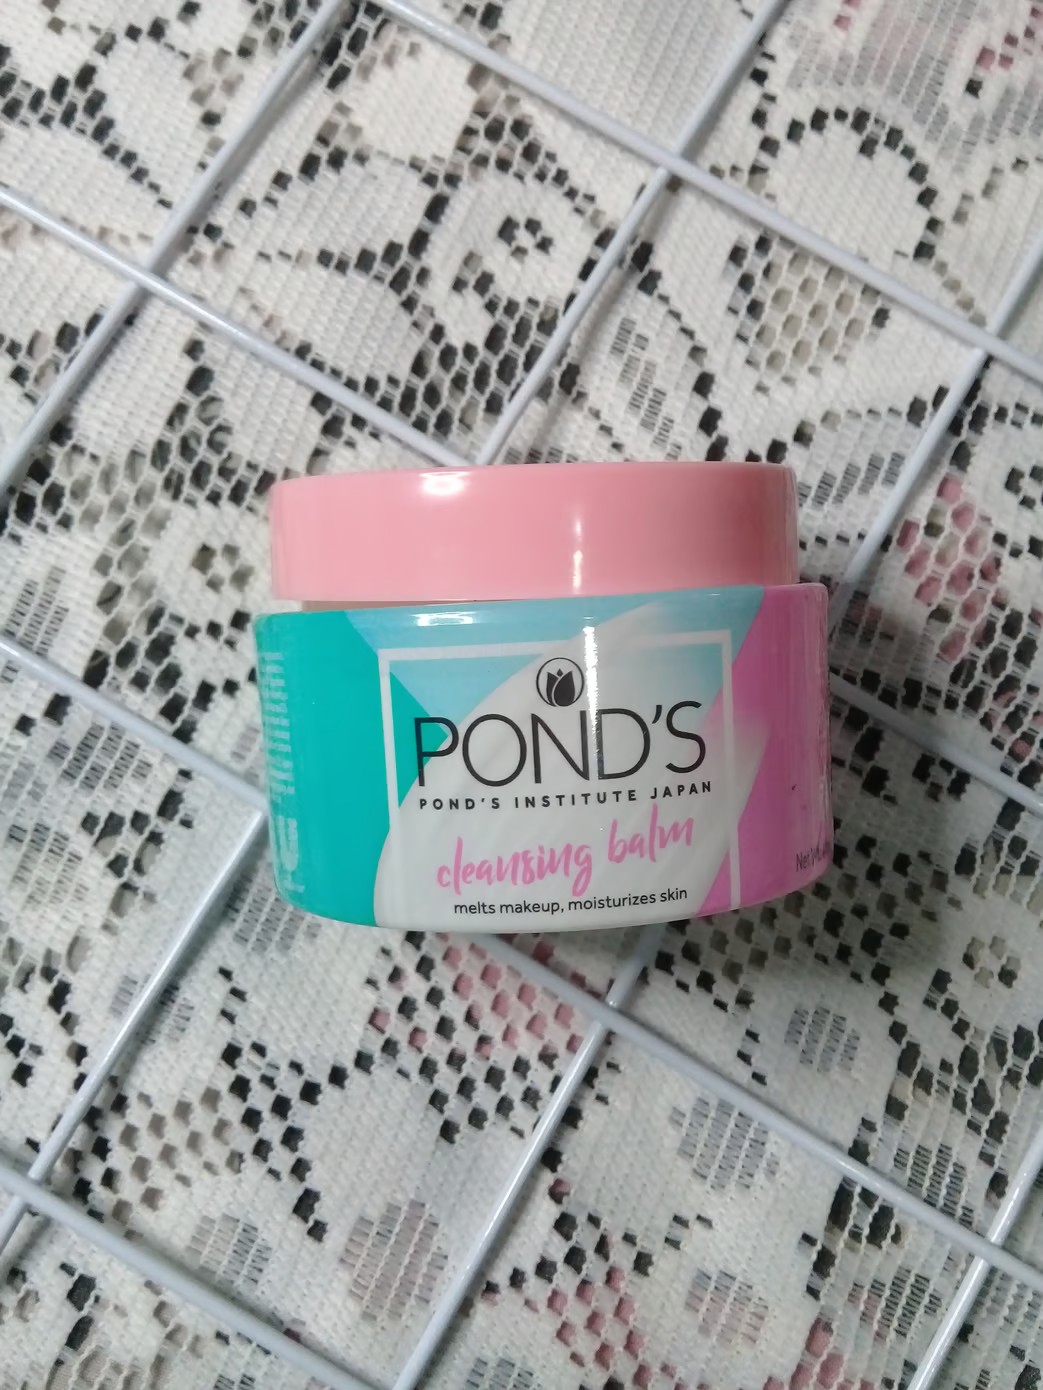 POND'S
POND'S INSTITUTE JAPAN
cleansing balm
melts makeup, moisturizes skin